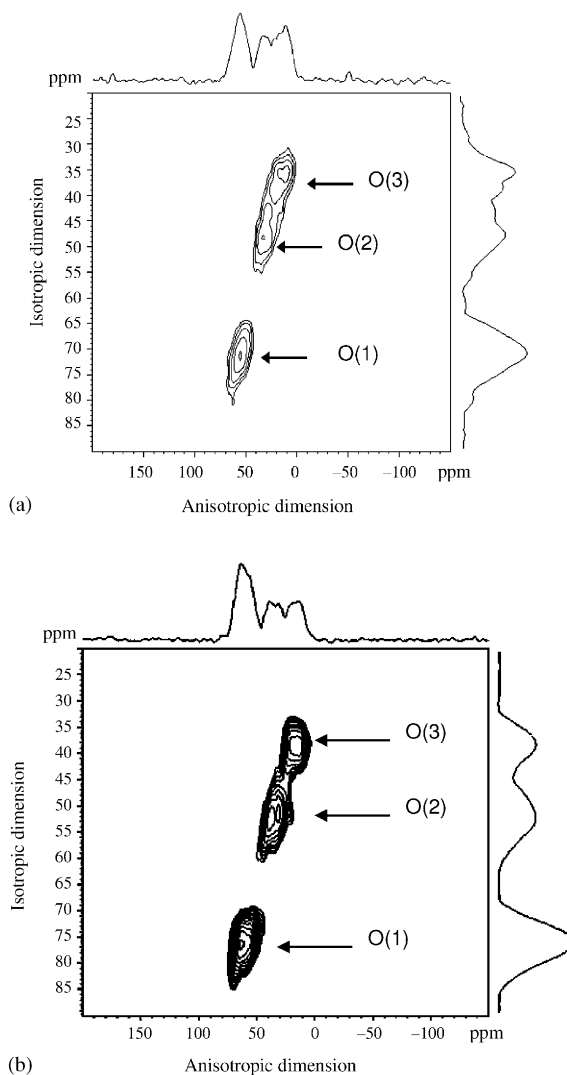 ppm
25
30
35
40
45
50
55
60
65
70
75
80
85
Isotropic dimension
O(3)
O(2)
O(1)
150 100 50 0 −50 −100 ppm
Anisotropic dimension
(a)
ppm
25
30
35
40
45
50
55
60
65
70
75
80
85
Isotropic dimension
O(3)
O(2)
O(1)
150 100 50 0 −50 −100 ppm
Anisotropic dimension
(b)